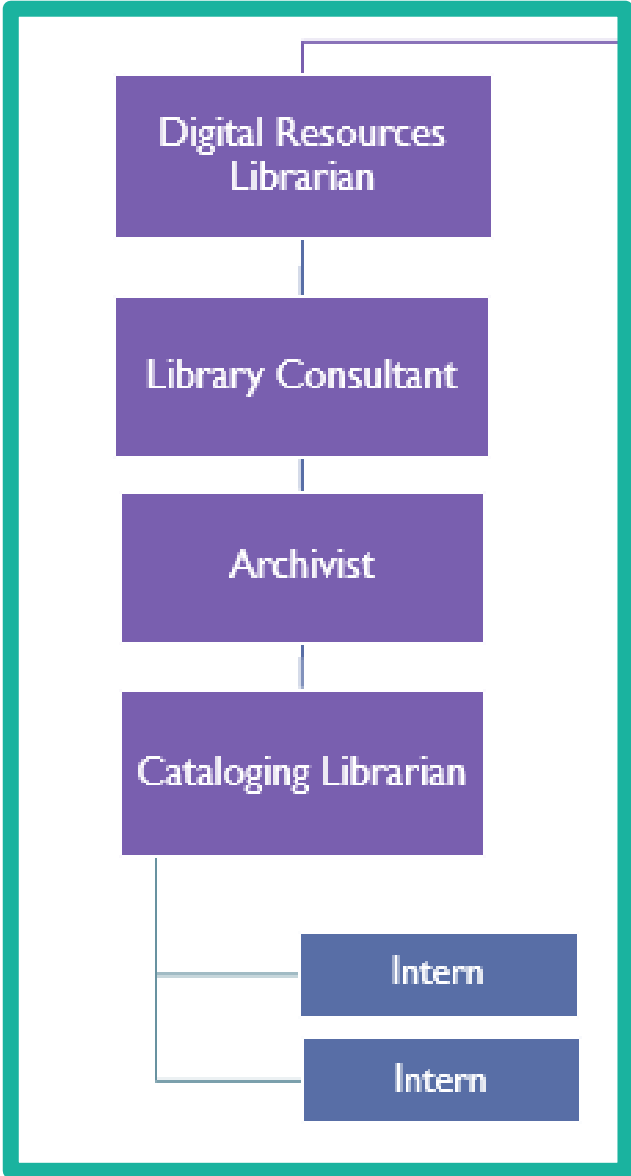 Digital Resources
Librarian
Library Consultant
Archivist
Cataloging Librarian
Intern
Intern